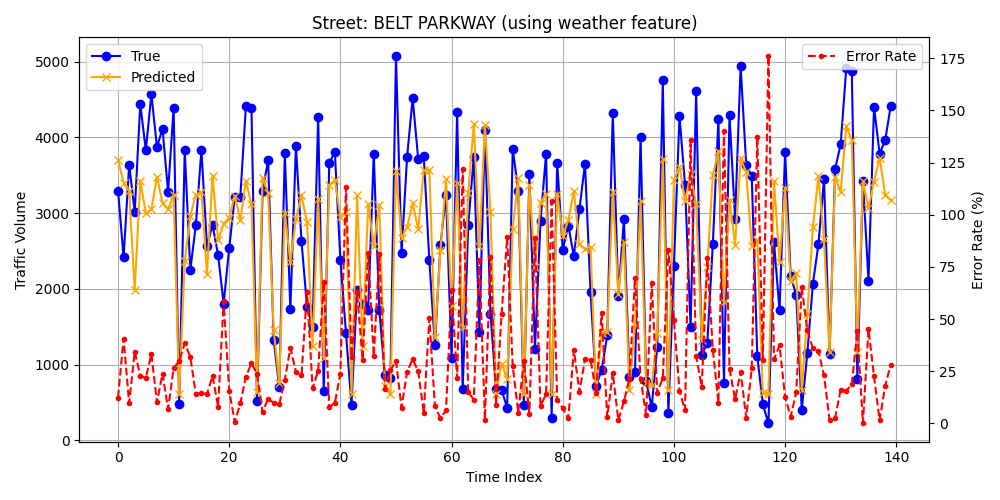 Street: BELT PARKWAY (using weather feature)
True
Predicted
Error Rate
Traffic Volume
5000
4000
3000
2000
1000
0
Error Rate (%)
175
150
125
100
75
50
25
0
0 20 40 60 80 100 120 140
Time Index